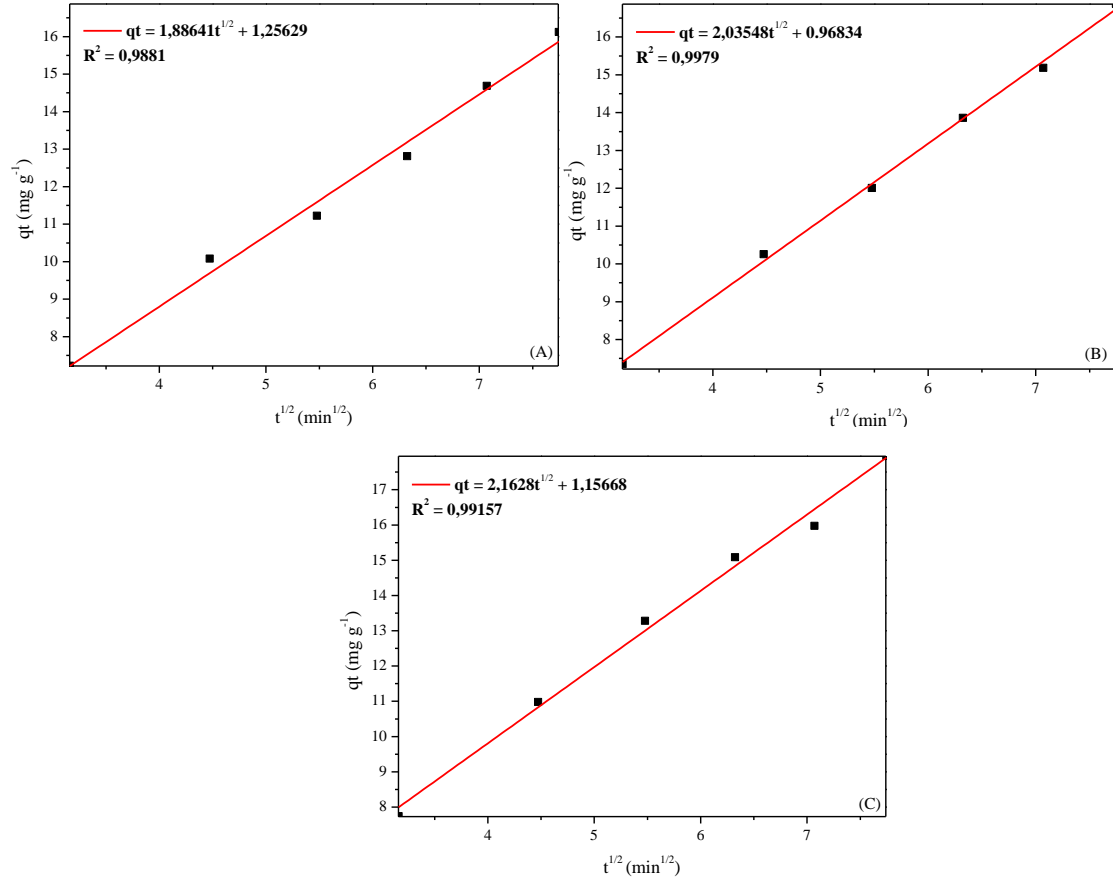 qt = 1,88641t^1/2 + 1,25629
R^2 = 0,9881
16
15
14
13
12
11
10
9
8
qt (mg g^-1)
(A)
4 5 6 7
t^1/2 (min^1/2)
qt = 2,03548t^1/2 + 0.96834
R^2 = 0,9979
16
15
14
13
12
11
10
9
8
qt (mg g^-1)
(B)
4 5 6 7
t^1/2 (min^1/2)
qt = 2,1628t^1/2 + 1,15668
R^2 = 0,99157
17
16
15
14
13
12
11
10
9
8
qt (mg g^-1)
(C)
4 5 6 7
t^1/2 (min^1/2)